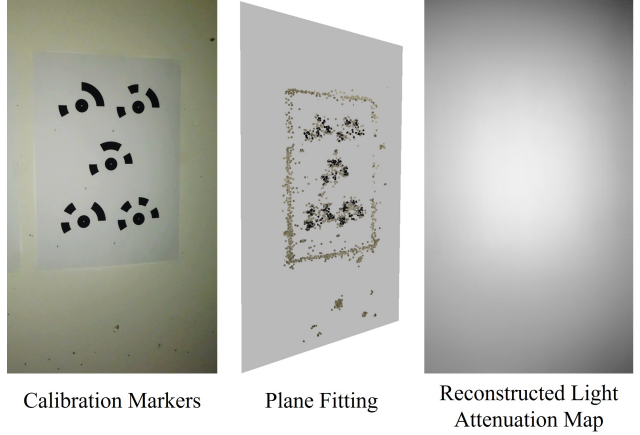 Calibration Markers
Plane Fitting
Reconstructed Light
Attenuation Map